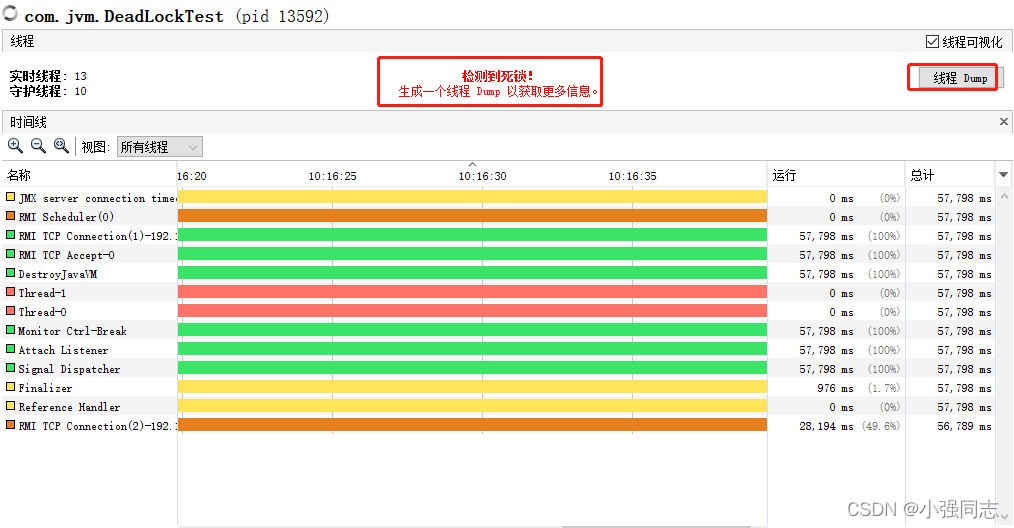 com.jvm.DeadLockTest (pid 13592)
线程
线程可视化
实时线程: 13
守护线程: 10
检测到死锁!
生成一个线程 Dump 以获取更多信息。
线程 Dump
时间线
视图: 所有线程
名称 16:20 10:16:25 10:16:30 10:16:35 运行 总计
JMX server connection time 0 ms (0%) 57,798 ms
RMI Scheduler(0) 0 ms (0%) 57,798 ms
RMI TCP Connection(1)-192. 57,798 ms (100%) 57,798 ms
RMI TCP Accept-0 57,798 ms (100%) 57,798 ms
DestroyJavaVM 57,798 ms (100%) 57,798 ms
Thread-1 0 ms (0%) 57,798 ms
Thread-0 0 ms (0%) 57,798 ms
Monitor Ctrl-Break 57,798 ms (100%) 57,798 ms
Attach Listener 57,798 ms (100%) 57,798 ms
Signal Dispatcher 57,798 ms (100%) 57,798 ms
Finalizer 976 ms (1.7%) 57,798 ms
Reference Handler 0 ms (0%) 57,798 ms
RMI TCP Connection(2)-192. 28,194 ms (49.6%) 56,789 ms
CSDN @小强同志